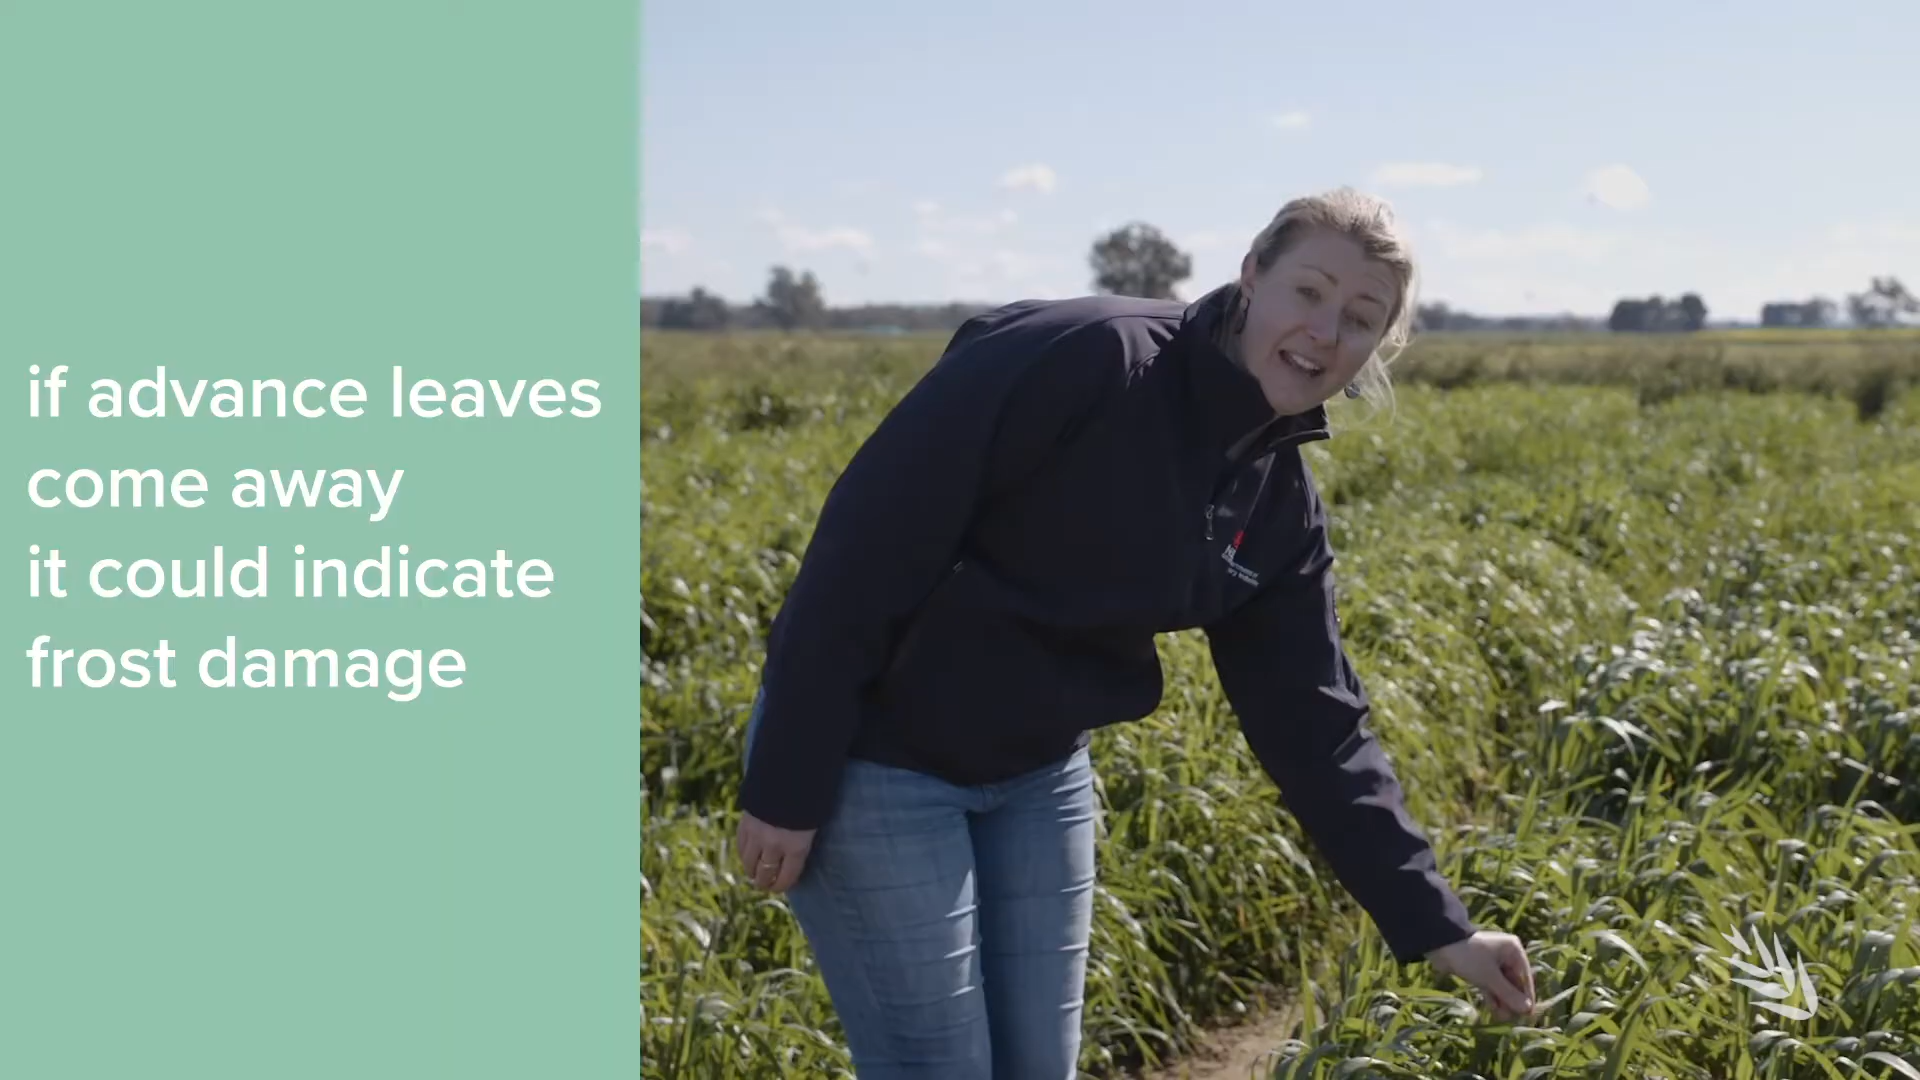 if advance leaves
come away
it could indicate
frost damage